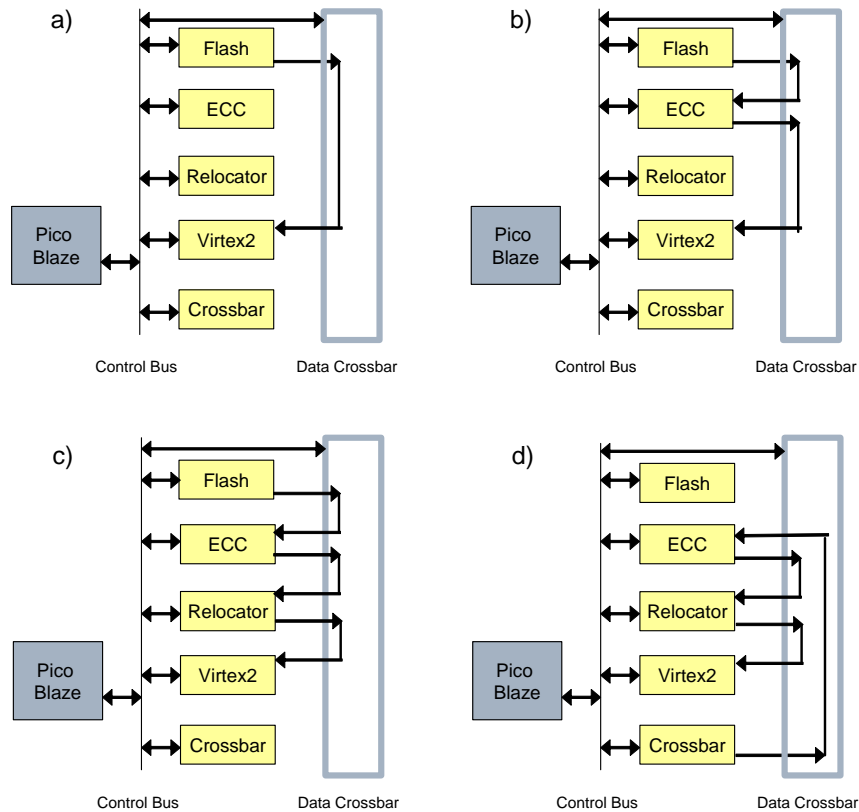 a)
Flash
ECC
Relocator
Virtex2
Crossbar
Pico
Blaze
Control Bus
Data Crossbar
b)
Flash
ECC
Relocator
Virtex2
Crossbar
Pico
Blaze
Control Bus
Data Crossbar
c)
Flash
ECC
Relocator
Virtex2
Crossbar
Pico
Blaze
Control Bus
Data Crossbar
d)
Flash
ECC
Relocator
Virtex2
Crossbar
Pico
Blaze
Control Bus
Data Crossbar